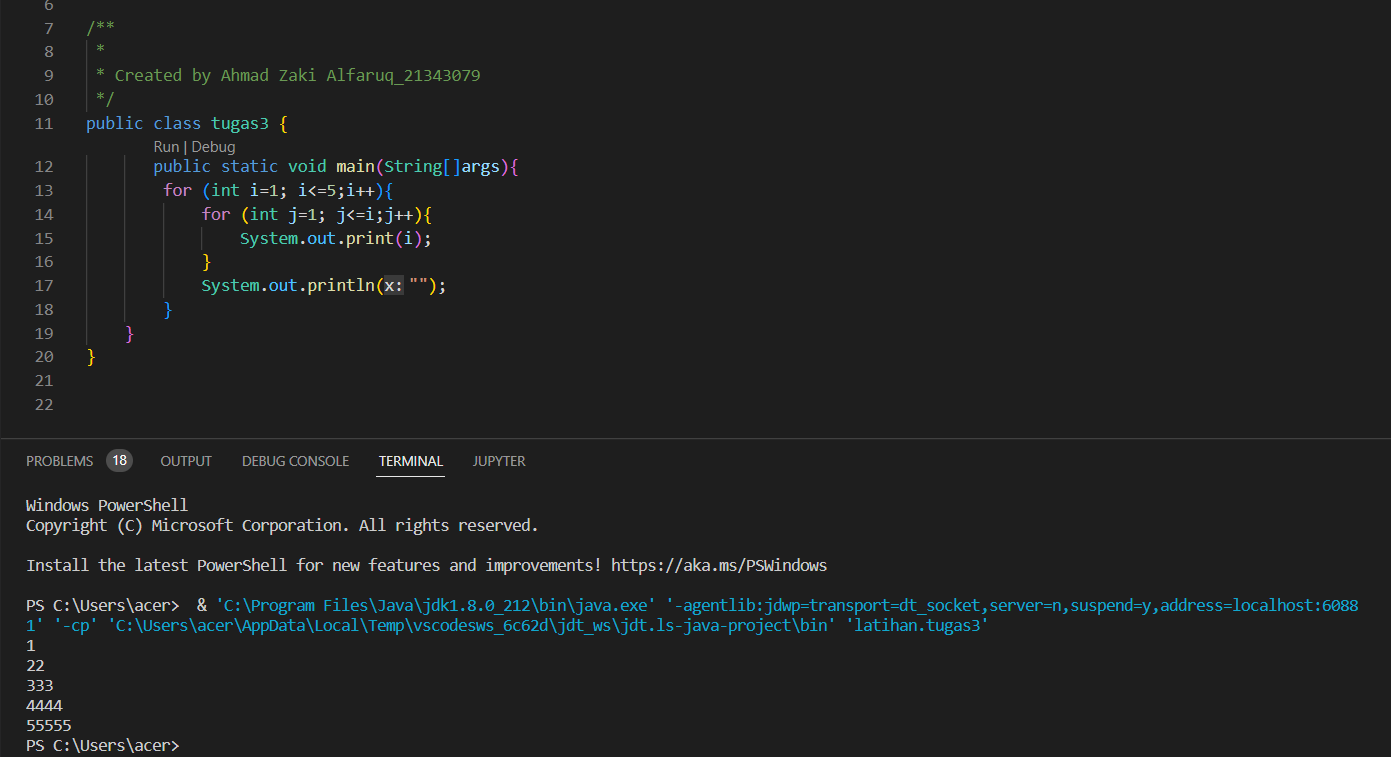 6
7 /**
8 *
9 * Created by Ahmad Zaki Alfaruq_21343079
10 */
11 public class tugas3 {
Run | Debug
12 public static void main(String[]args){
13 for (int i=1; i<=5;i++){
14 for (int j=1; j<=i;j++){
15 System.out.print(i);
16 }
17 System.out.println(x: "");
18 }
19 }
20 }
21
22
PROBLEMS 18 OUTPUT DEBUG CONSOLE TERMINAL JUPYTER
Windows PowerShell
Copyright (C) Microsoft Corporation. All rights reserved.
Install the latest PowerShell for new features and improvements! https://aka.ms/PSWindows
PS C:\Users\acer>  & 'C:\Program Files\Java\jdk1.8.0_212\bin\java.exe' '-agentlib:jdwp=transport=dt_socket,server=n,suspend=y,address=localhost:6088
1' '-cp' 'C:\Users\acer\AppData\Local\Temp\vscodesws_6c62d\jdt_ws\jdt.ls-java-project\bin' 'latihan.tugas3'
1
22
333
4444
55555
PS C:\Users\acer>